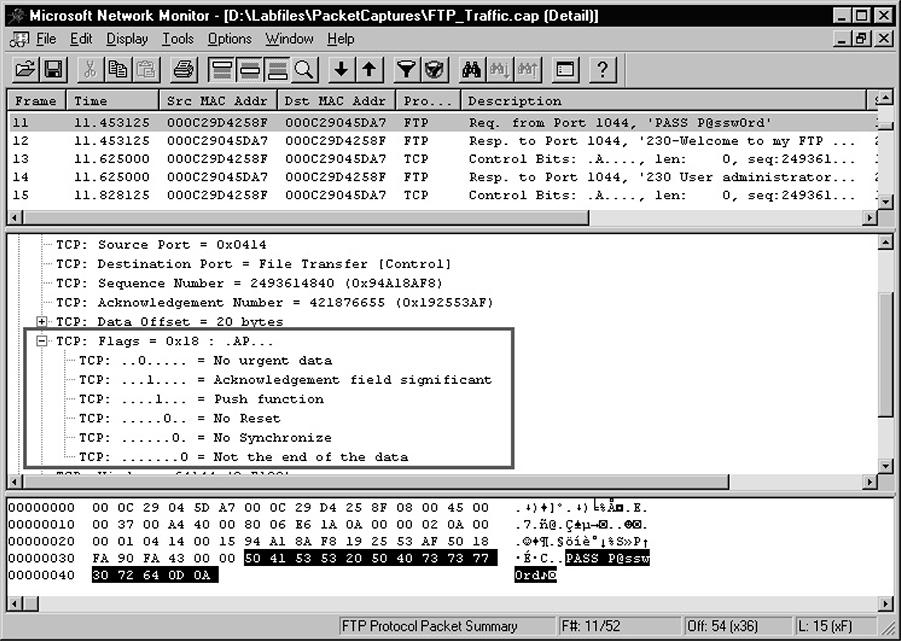 Microsoft Network Monitor - [D:\Labfiles\PacketCaptures\FTP_Traffic.cap (Detail)]
File Edit Display Tools Options Window Help
Frame Time Src MAC Addr Dst MAC Addr Pro... Description
11 11.453125 000C29D4258F 000C29045DA7 FTP Req. from Port 1044, 'PASS P@ssw0rd'
12 11.453125 000C29045DA7 000C29D4258F FTP Resp. to Port 1044, '230-Welcome to my FTP ...
13 11.625000 000C29D4258F 000C29045DA7 TCP Control Bits: .A...., len: 0, seq:249361...
14 11.625000 000C29045DA7 000C29D4258F FTP Resp. to Port 1044, '230 User administrator...
15 11.828125 000C29D4258F 000C29045DA7 TCP Control Bits: .A...., len: 0, seq:249361...
TCP: Source Port = 0x0414
TCP: Destination Port = File Transfer [Control]
TCP: Sequence Number = 2493614840 (0x94A18AF8)
TCP: Acknowledgement Number = 421876655 (0x192553AF)
TCP: Data Offset = 20 bytes
TCP: Flags = 0x18 : .AP...
TCP: ..0..... = No urgent data
TCP: ...1.... = Acknowledgement field significant
TCP: ....1... = Push function
TCP: .....0.. = No Reset
TCP: ......0. = No Synchronize
TCP: .......0 = Not the end of the data
00000000 00 0C 29 04 5D A7 00 0C 29 D4 25 8F 08 00 45 00
00000010 00 37 00 A4 40 00 80 06 E6 1A 0A 00 00 02 0A 00
00000020 00 01 04 14 00 15 94 A1 8A F8 19 25 53 AF 50 18
00000030 FA 90 FA 43 00 00 50 41 53 53 20 50 40 73 73 77 PASS P@ssw
00000040 30 72 64 0D 0A 0rd
FTP Protocol Packet Summary F#: 11/52 Off: 54 (x36) L: 15 (xF)